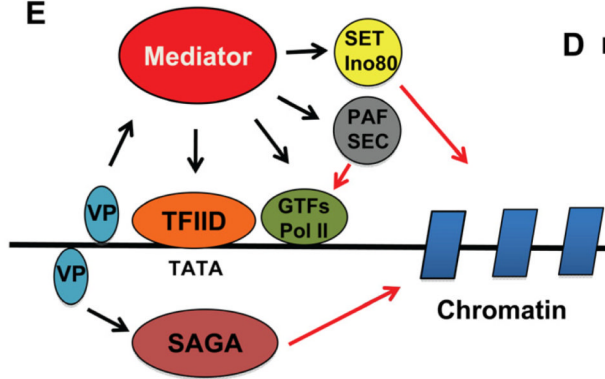 E
D
Mediator
SET
Ino80
PAF
SEC
VP
TFIID
GTFs
Pol II
TATA
VP
Chromatin
SAGA